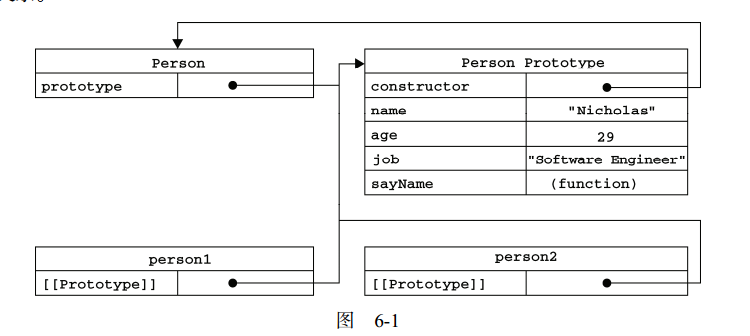 Person
prototype
Person Prototype
constructor
name "Nicholas"
age 29
job "Software Engineer"
sayName (function)
person1
[[Prototype]]
person2
[[Prototype]]
图 6-1